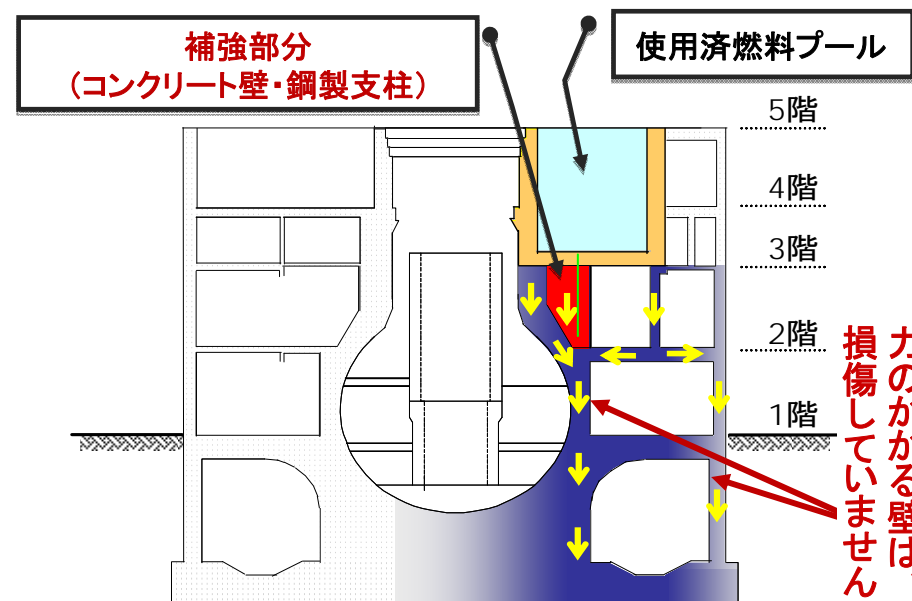 補強部分
(コンクリート壁・鋼製支柱)
使用済燃料プール
5階
4階
3階
2階
1階
力のかかる壁は、
損傷していません